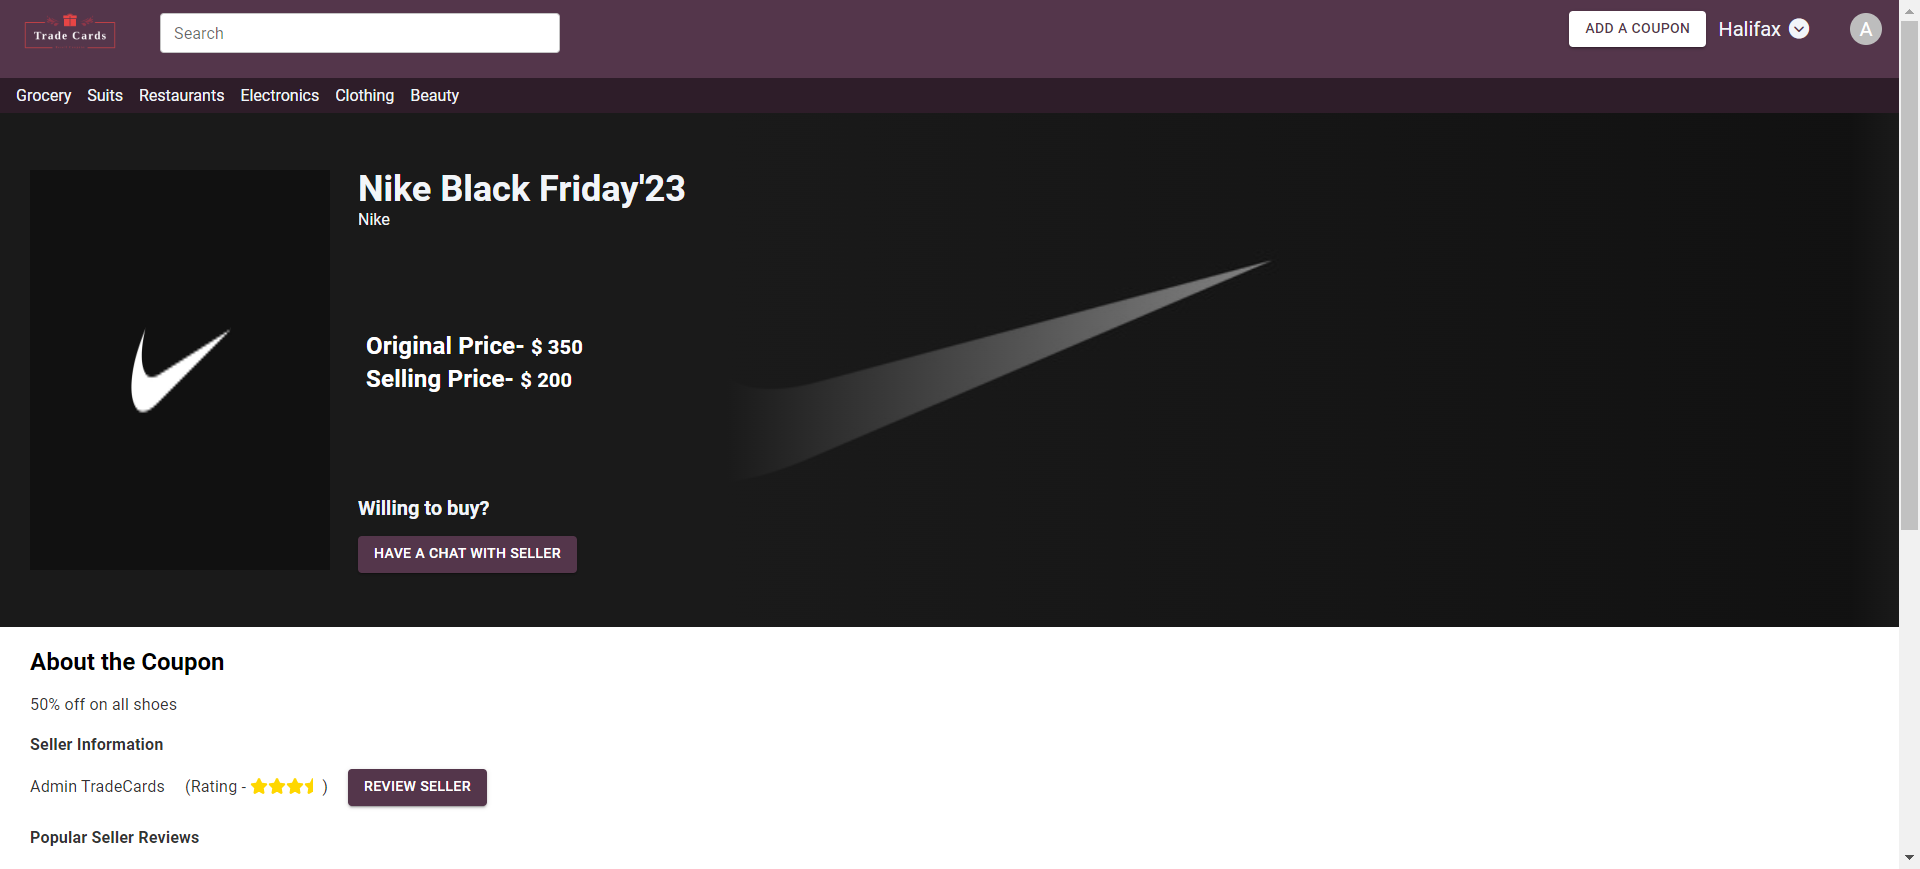 Trade Cards
Search
ADD A COUPON
Halifax
A
Grocery Suits Restaurants Electronics Clothing Beauty
Nike Black Friday'23
Nike
Original Price- $ 350
Selling Price- $ 200
Willing to buy?
HAVE A CHAT WITH SELLER
About the Coupon
50% off on all shoes
Seller Information
Admin TradeCards (Rating - )
REVIEW SELLER
Popular Seller Reviews